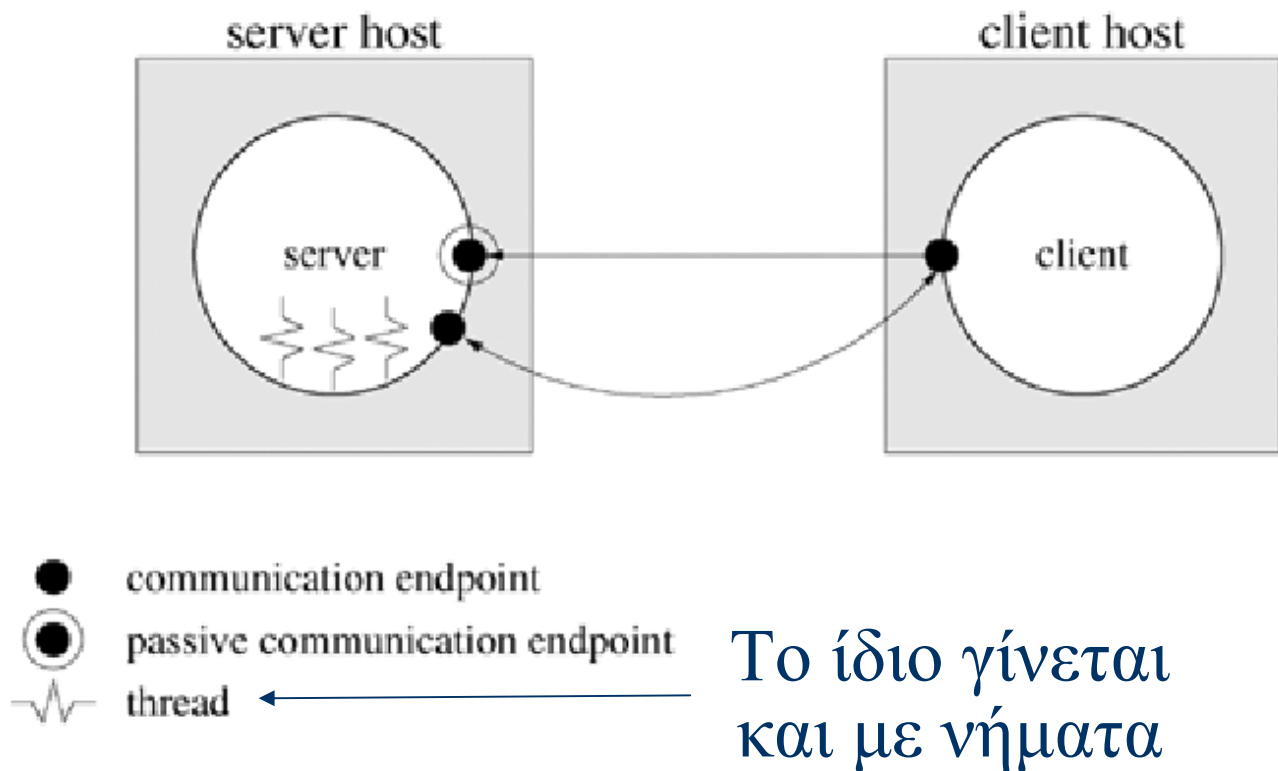 server host
client host
server
client
communication endpoint
passive communication endpoint
thread
Το ίδιο γίνεται
και με νήματα